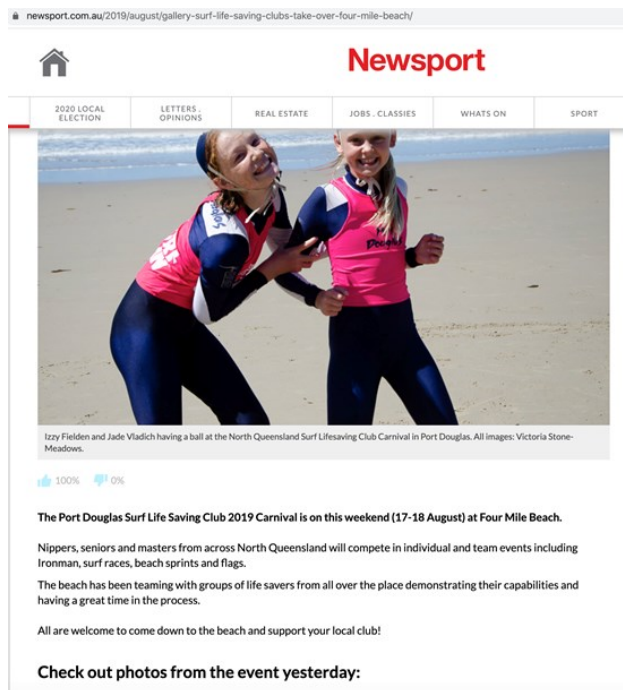 newsport.com.au/2019/august/gallery-surf-life-saving-clubs-take-over-four-mile-beach/
Newsport
2020 LOCAL
ELECTION
LETTERS .
OPINIONS
REAL ESTATE
JOBS . CLASSIES
WHATS ON
SPORT
Douglas
Izzy Fielden and Jade Vladich having a ball at the North Queensland Surf Lifesaving Club Carnival in Port Douglas. All images: Victoria Stone-
Meadows.
100%
0%
The Port Douglas Surf Life Saving Club 2019 Carnival is on this weekend (17-18 August) at Four Mile Beach.
Nippers, seniors and masters from across North Queensland will compete in individual and team events including
Ironman, surf races, beach sprints and flags.
The beach has been teaming with groups of life savers from all over the place demonstrating their capabilities and
having a great time in the process.
All are welcome to come down to the beach and support your local club!
Check out photos from the event yesterday: